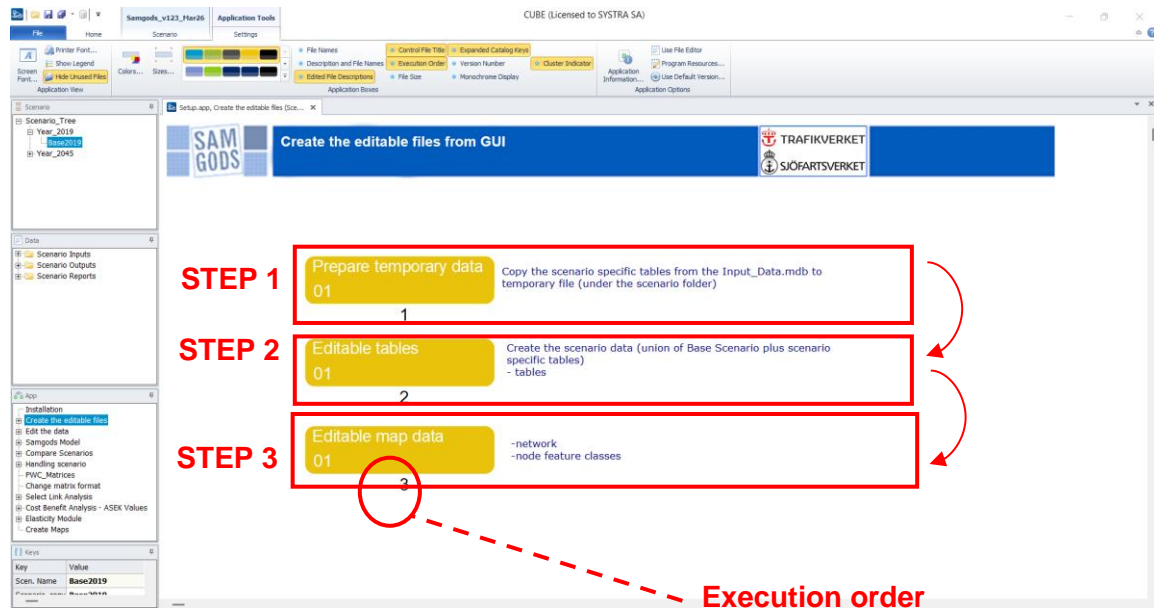 Samgods_v123_Mar26
Application Tools
CUBE (Licensed to SYSTRA SA)
File
Home
Scenario
Settings
Screen Font...
Printer Font...
Show Legend
Hide Unused Files
Application View
Colors...
Sizes...
File Names
Description and File Names
Edited File Descriptions
Control File Title
Execution Order
File Size
Expanded Catalog Keys
Version Number
Monochrome Display
Cluster Indicator
Application Boxes
Application Information...
Use File Editor
Program Resources...
Use Default Version...
Application Options
Scenario
Scenario_Tree
Year_2019
Base2019
Year_2045
Data
Scenario Inputs
Scenario Outputs
Scenario Reports
App
Installation
Create the editable files
Edit the data
Samgods Model
Compare Scenarios
Handling scenario
PWC_Matrices
Change matrix format
Select Link Analysis
Cost Benefit Analysis - ASEK Values
Elasticity Module
Create Maps
Keys
Key Value
Scen. Name Base2019
Setup.app, Create the editable files (Sce...
SAM
GODS
Create the editable files from GUI
TRAFIKVERKET
SJÖFARTSVERKET
STEP 1
Prepare temporary data
01
1
Copy the scenario specific tables from the Input_Data.mdb to
temporary file (under the scenario folder)
STEP 2
Editable tables
01
2
Create the scenario data (union of Base Scenario plus scenario
specific tables)
- tables
STEP 3
Editable map data
01
3
-network
-node feature classes
Execution order